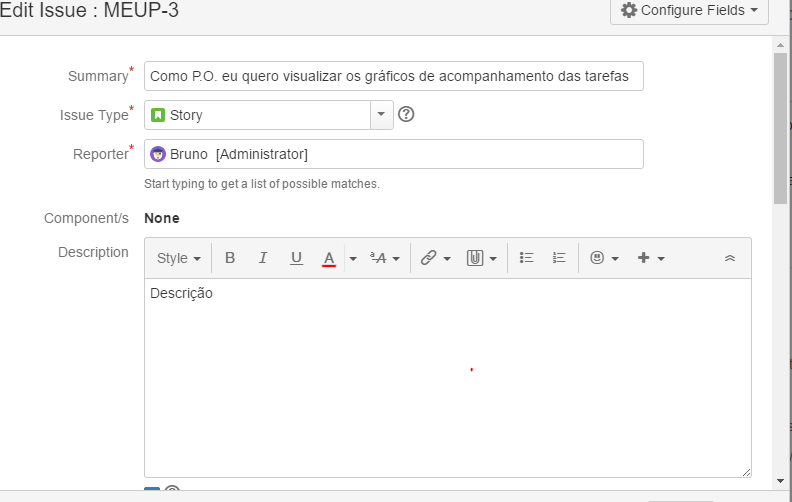 Edit Issue : MEUP-3
Configure Fields
Summary*
Como P.O. eu quero visualizar os gráficos de acompanhamento das tarefas
Issue Type*
Story
Reporter*
Bruno [Administrator]
Start typing to get a list of possible matches.
Component/s
None
Description
Style B I U A ªA
Descrição